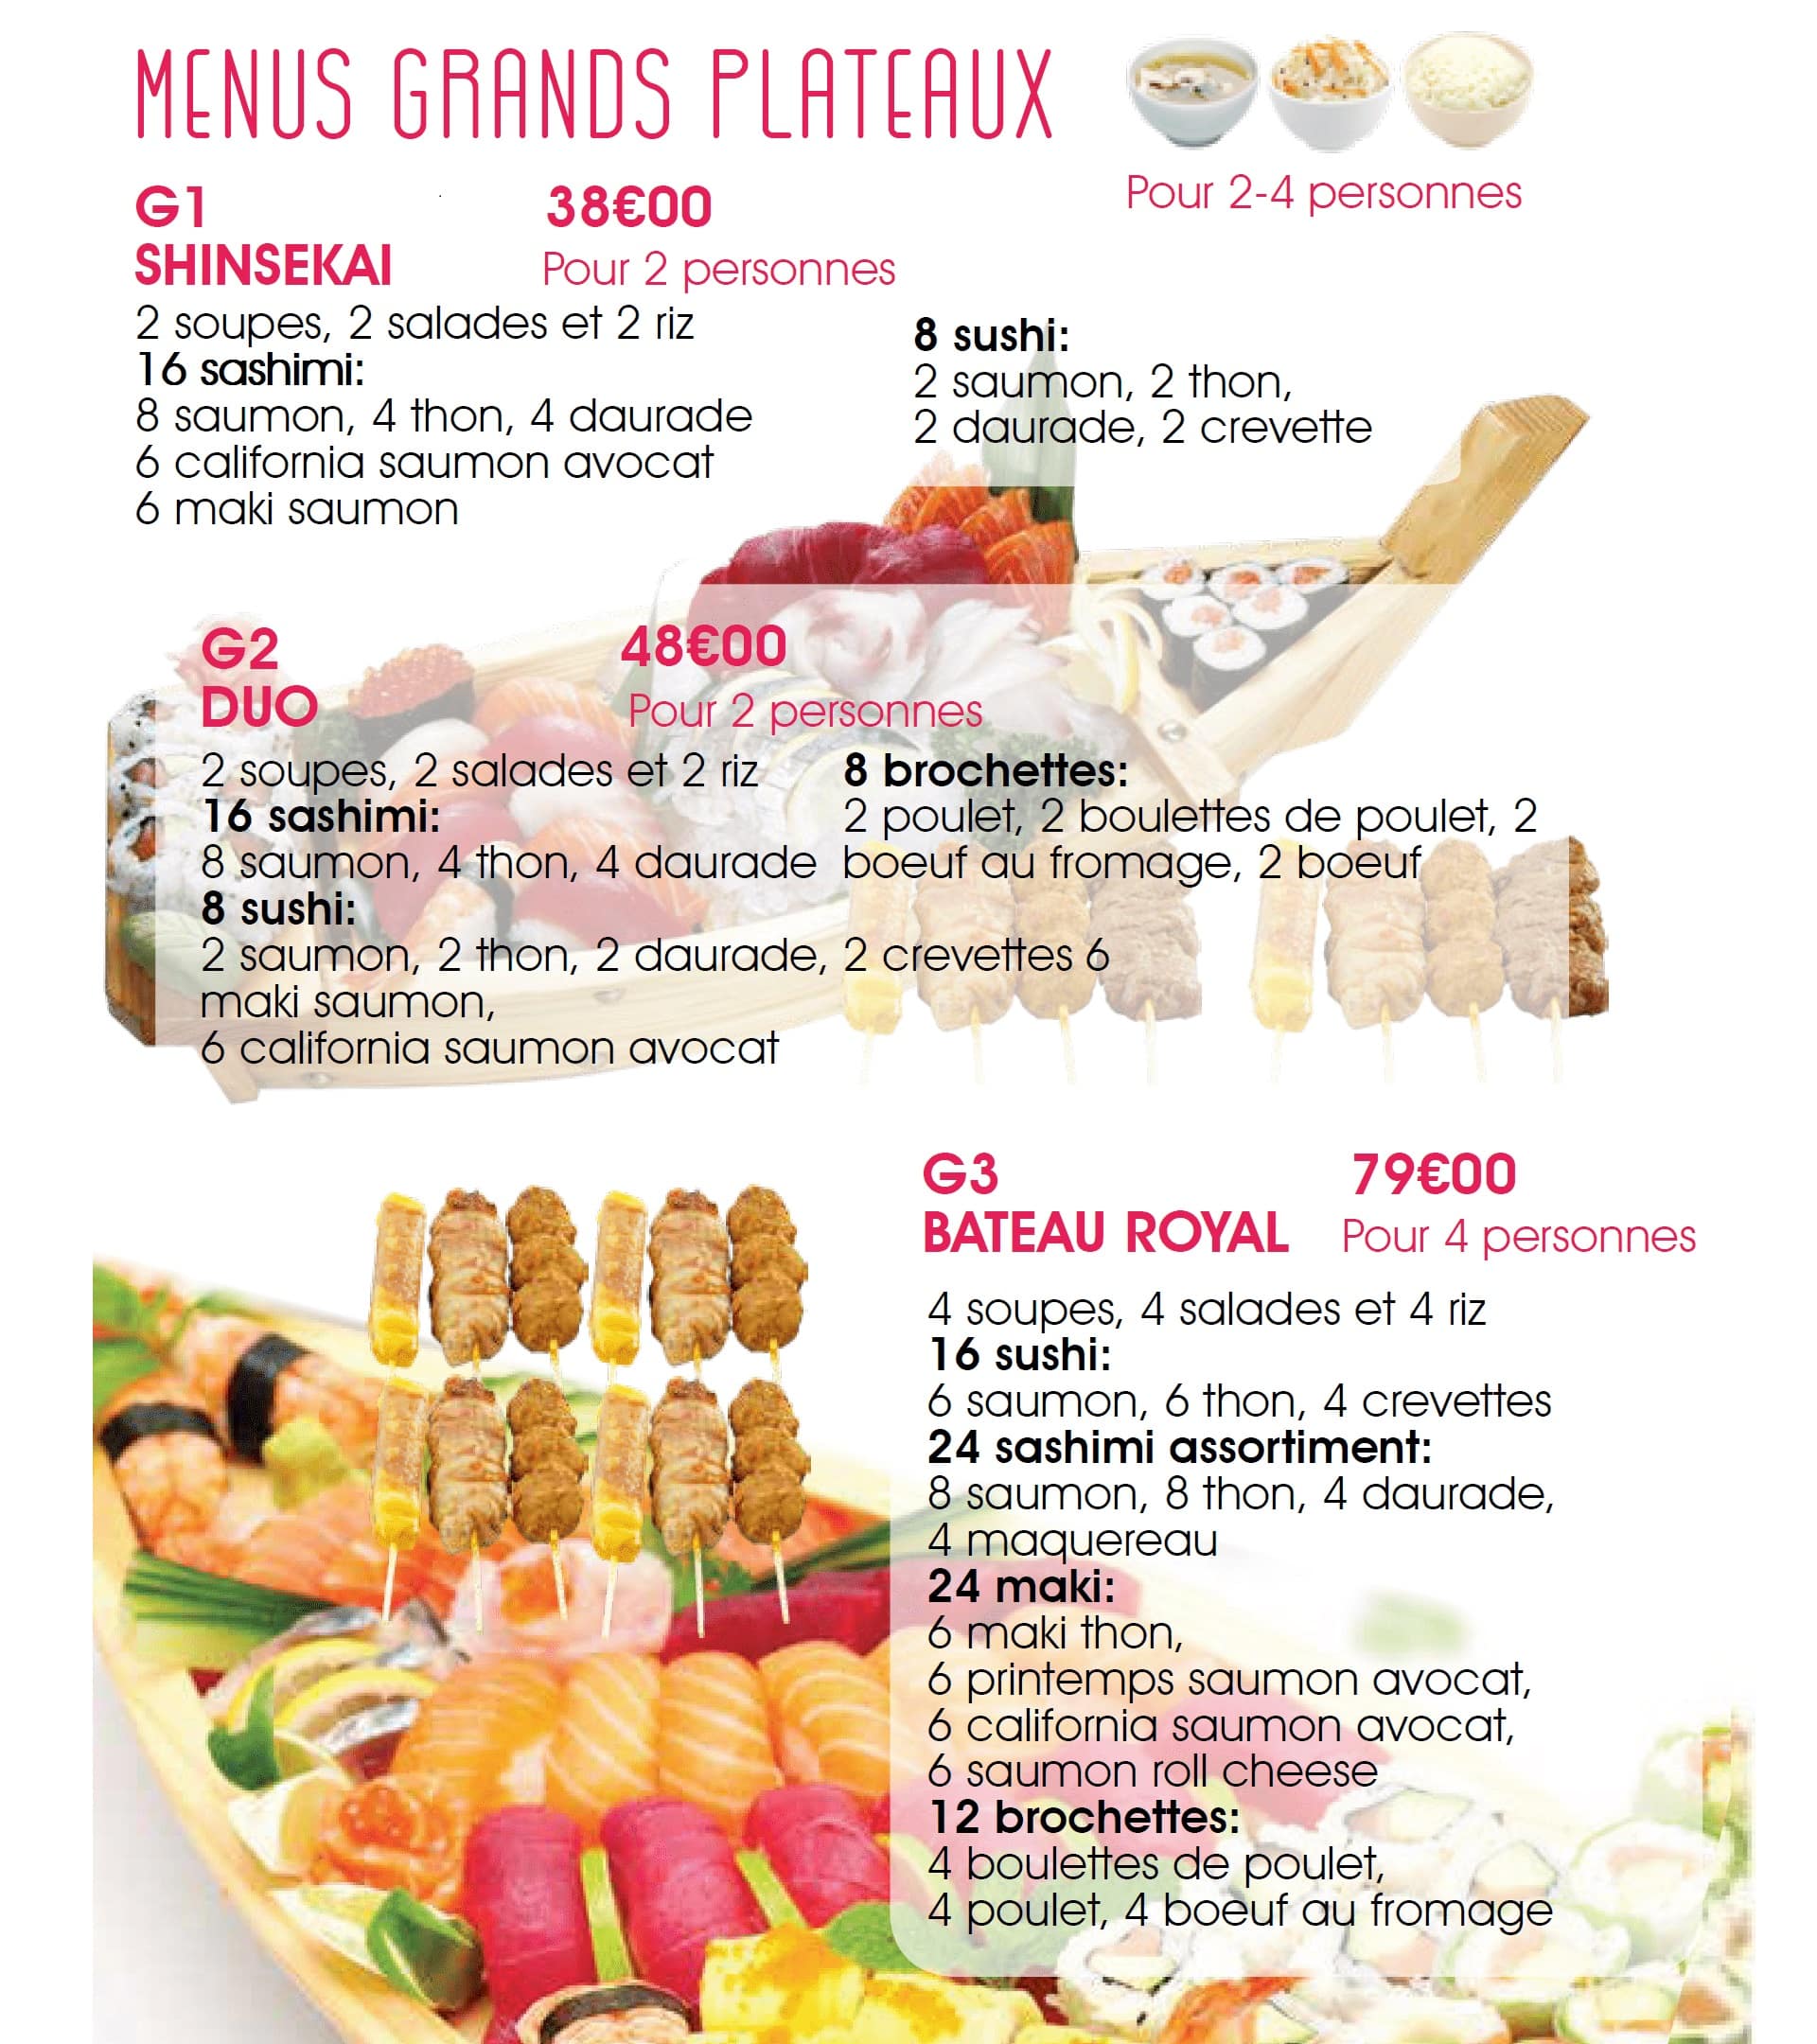 MENUS GRANDS PLATEAUX
Pour 2-4 personnes
G1 38€00
SHINSEKAI Pour 2 personnes
2 soupes, 2 salades et 2 riz
16 sashimi:
8 saumon, 4 thon, 4 daurade
6 california saumon avocat
6 maki saumon
8 sushi:
2 saumon, 2 thon,
2 daurade, 2 crevette
G2 48€00
DUO Pour 2 personnes
2 soupes, 2 salades et 2 riz
16 sashimi:
8 saumon, 4 thon, 4 daurade
8 sushi:
2 saumon, 2 thon, 2 daurade, 2 crevettes 6
maki saumon,
6 california saumon avocat
8 brochettes:
2 poulet, 2 boulettes de poulet, 2
boeuf au fromage, 2 boeuf
G3 79€00
BATEAU ROYAL Pour 4 personnes
4 soupes, 4 salades et 4 riz
16 sushi:
6 saumon, 6 thon, 4 crevettes
24 sashimi assortiment:
8 saumon, 8 thon, 4 daurade,
4 maquereau
24 maki:
6 maki thon,
6 printemps saumon avocat,
6 california saumon avocat,
6 saumon roll cheese
12 brochettes:
4 boulettes de poulet,
4 poulet, 4 boeuf au fromage